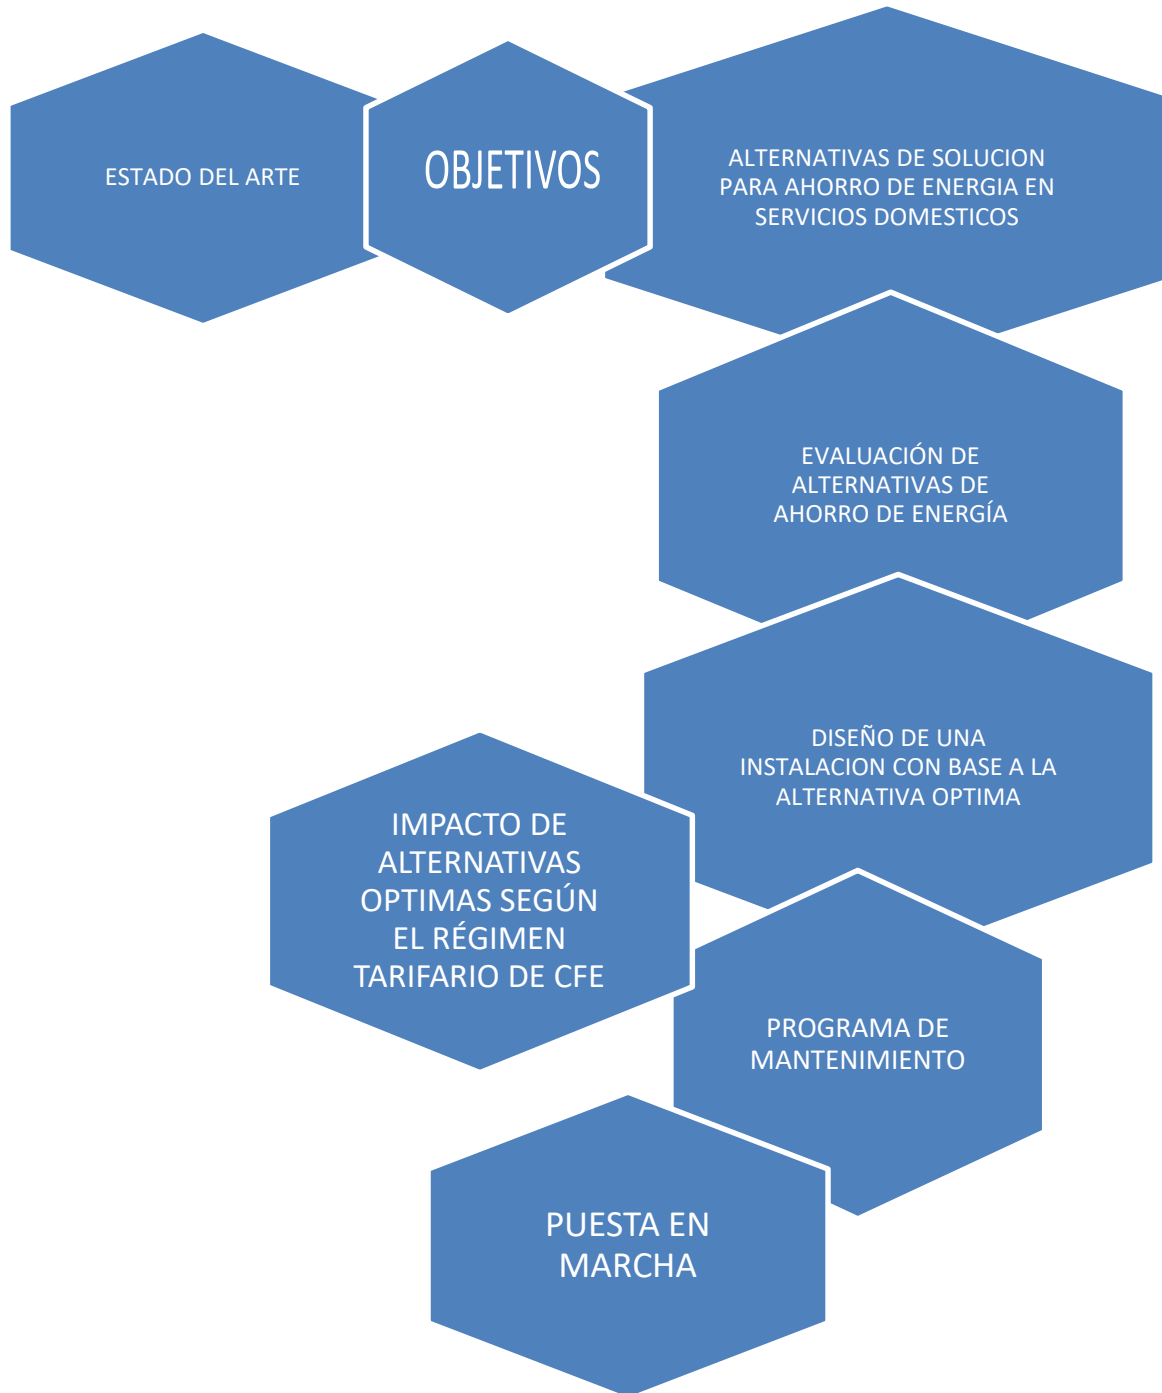 ESTADO DEL ARTE
OBJETIVOS
ALTERNATIVAS DE SOLUCION
PARA AHORRO DE ENERGIA EN
SERVICIOS DOMESTICOS
EVALUACIÓN DE
ALTERNATIVAS DE
AHORRO DE ENERGÍA
DISEÑO DE UNA
INSTALACION CON BASE A LA
ALTERNATIVA OPTIMA
IMPACTO DE
ALTERNATIVAS
OPTIMAS SEGÚN
EL RÉGIMEN
TARIFARIO DE CFE
PROGRAMA DE
MANTENIMIENTO
PUESTA EN
MARCHA